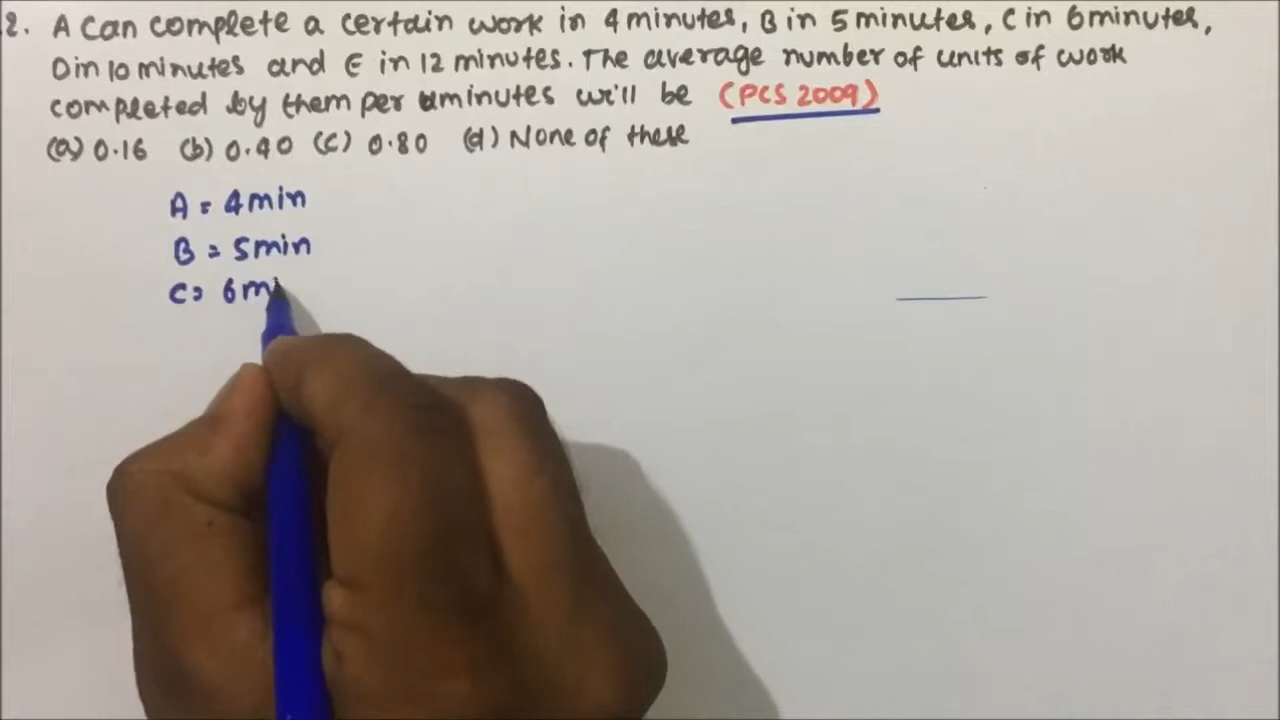 2. A can complete a certain work in 4 minutes, B in 5 minutes, C in 6 minutes,
D in 10 minutes and E in 12 minutes. The average number of units of work
completed by them per minutes will be (PCS 2009)
(a) 0.16 (b) 0.40 (c) 0.80 (d) None of these
A = 4 min
B = 5 min
C = 6 mi